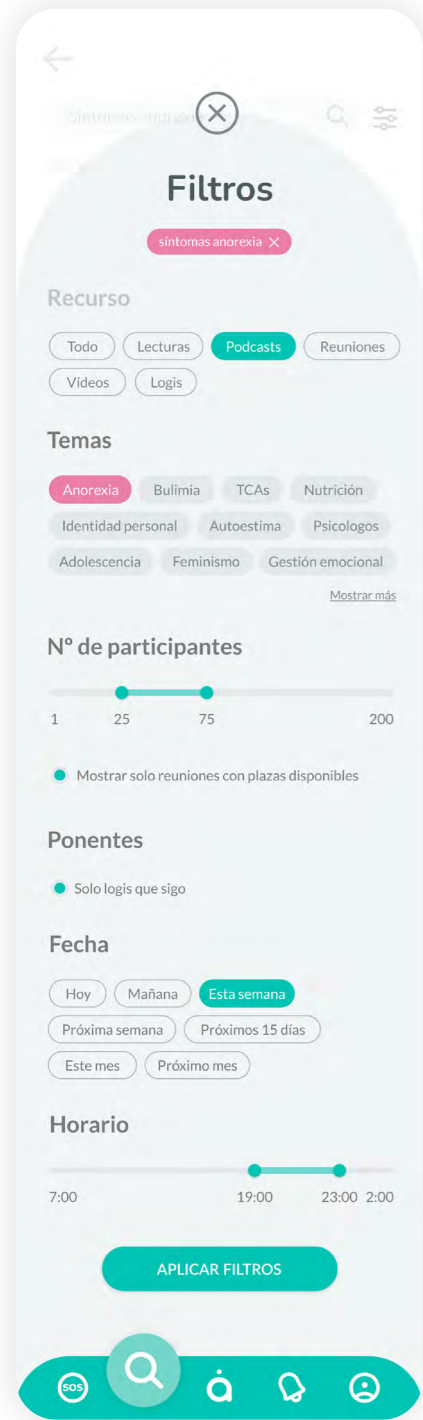 Síntomas anorexia
Filtros
síntomas anorexia
Recurso
Todo Lecturas Podcasts Reuniones
Vídeos Logis
Temas
Anorexia Bulimia TCAs Nutrición
Identidad personal Autoestima Psicologos
Adolescencia Feminismo Gestión emocional
Mostrar más
Nº de participantes
1 25 75 200
Mostrar solo reuniones con plazas disponibles
Ponentes
Solo logis que sigo
Fecha
Hoy Mañana Esta semana
Próxima semana Próximos 15 días
Este mes Próximo mes
Horario
7:00 19:00 23:00 2:00
APLICAR FILTROS
SOS